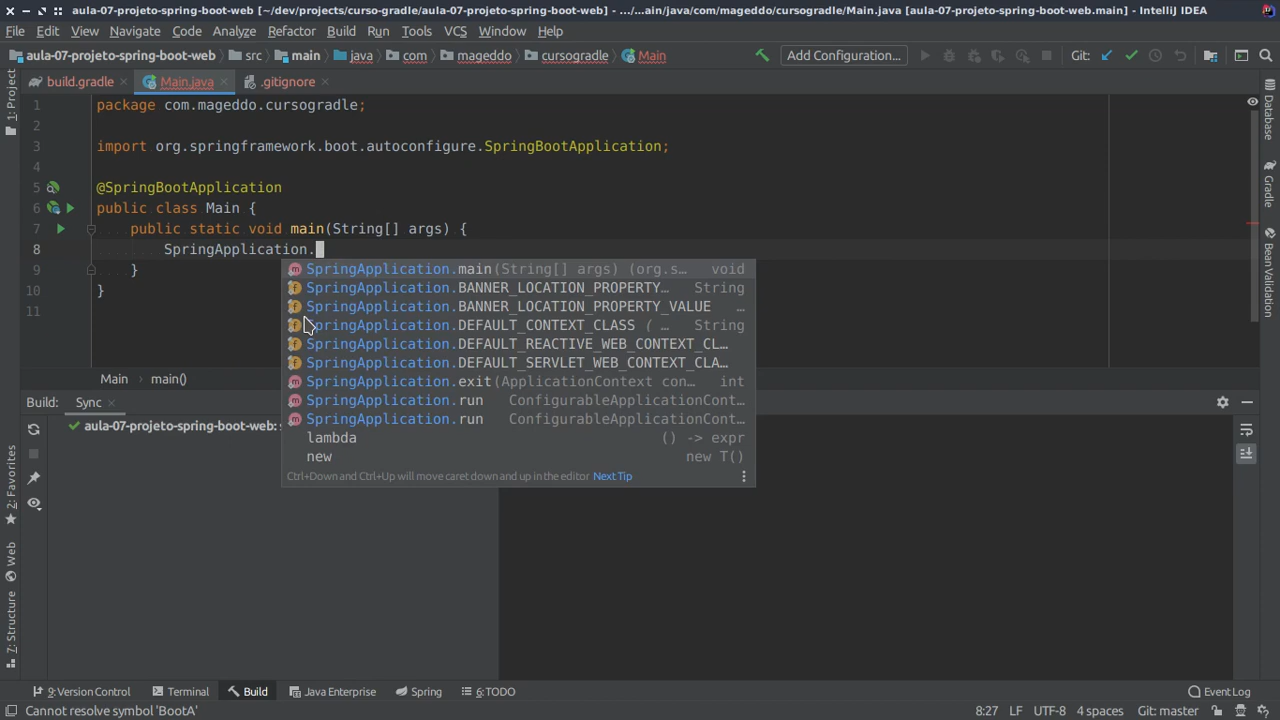 aula-07-projeto-spring-boot-web [~/dev/projects/curso-gradle/aula-07-projeto-spring-boot-web] - .../...ain/java/com/mageddo/cursogradle/Main.java [aula-07-projeto-spring-boot-web.main] - IntelliJ IDEA
File Edit View Navigate Code Analyze Refactor Build Run Tools VCS Window Help
aula-07-projeto-spring-boot-web src main java com mageddo cursogradle Main Add Configuration... Git:
build.gradle Main.java .gitignore
1 package com.mageddo.cursogradle;
2
3 import org.springframework.boot.autoconfigure.SpringBootApplication;
4
5 @SpringBootApplication
6 public class Main {
7 public static void main(String[] args) {
8 SpringApplication.
9 }
10 }
11
SpringApplication.main(String[] args) (org.s... void
SpringApplication.BANNER_LOCATION_PROPERTY... String
SpringApplication.BANNER_LOCATION_PROPERTY_VALUE ...
SpringApplication.DEFAULT_CONTEXT_CLASS ( ... String
SpringApplication.DEFAULT_REACTIVE_WEB_CONTEXT_CL...
SpringApplication.DEFAULT_SERVLET_WEB_CONTEXT_CLA...
SpringApplication.exit(ApplicationContext con... int
SpringApplication.run ConfigurableApplicationCont...
SpringApplication.run ConfigurableApplicationCont...
lambda () -> expr
new new T()
Ctrl+Down and Ctrl+Up will move caret down and up in the editor Next Tip
Main main()
Build: Sync
aula-07-projeto-spring-boot-web: s
1: Project
2: Favorites
Web
7: Structure
Database
Gradle
Bean Validation
9: Version Control Terminal Build Java Enterprise Spring 6: TODO Event Log
Cannot resolve symbol 'BootA' 8:27 LF UTF-8 4 spaces Git: master